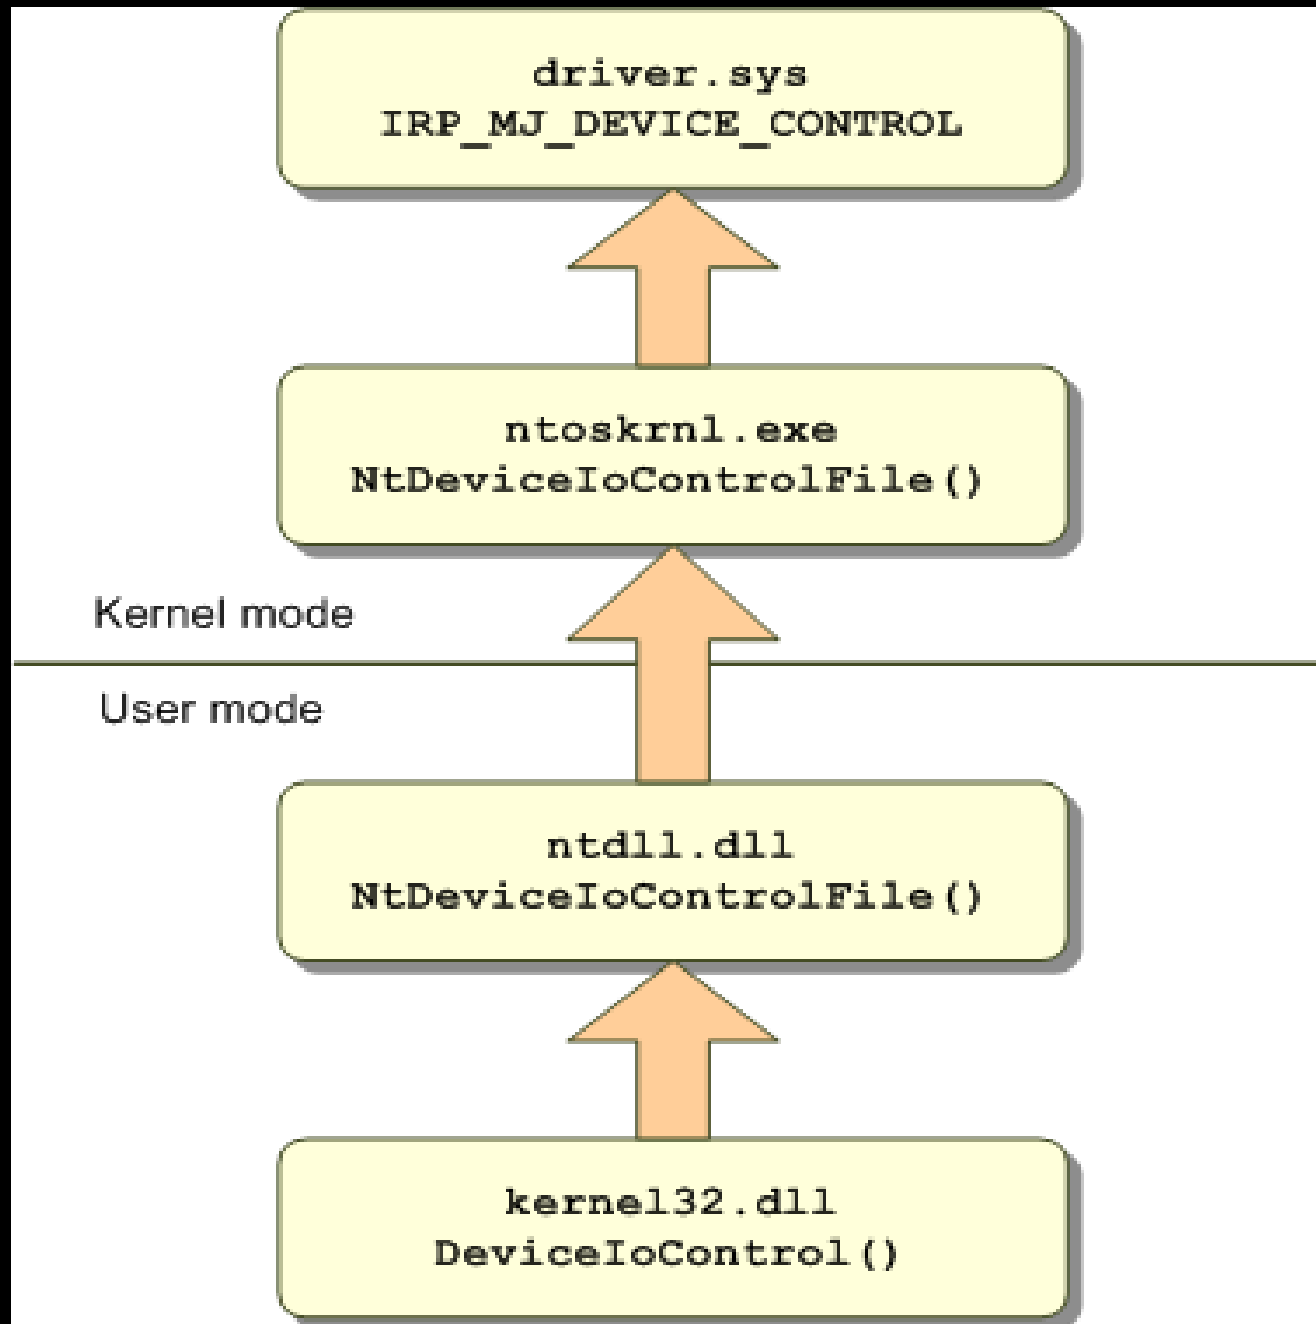 driver.sys
IRP_MJ_DEVICE_CONTROL
ntoskrnl.exe
NtDeviceIoControlFile()
Kernel mode
User mode
ntdll.dll
NtDeviceIoControlFile()
kernel32.dll
DeviceIoControl()